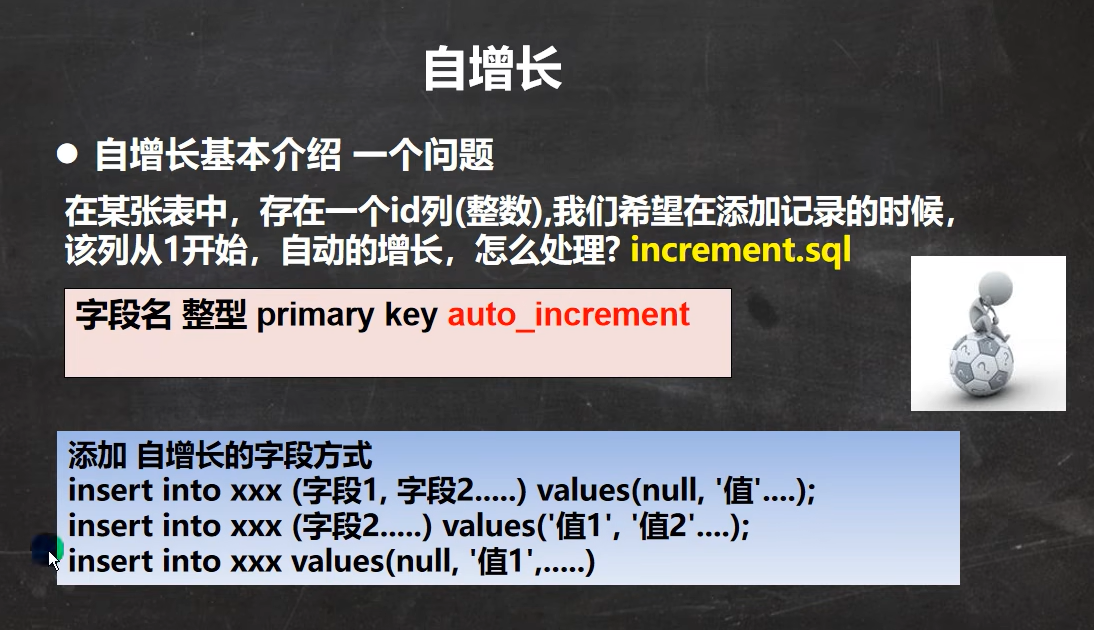 自增长
● 自增长基本介绍 一个问题
在某张表中，存在一个id列(整数),我们希望在添加记录的时候，
该列从1开始，自动的增长，怎么处理? increment.sql
字段名 整型 primary key auto_increment
添加 自增长的字段方式
insert into xxx (字段1, 字段2.....) values(null, '值'....);
insert into xxx (字段2.....) values('值1', '值2'....);
insert into xxx values(null, '值1',.....)